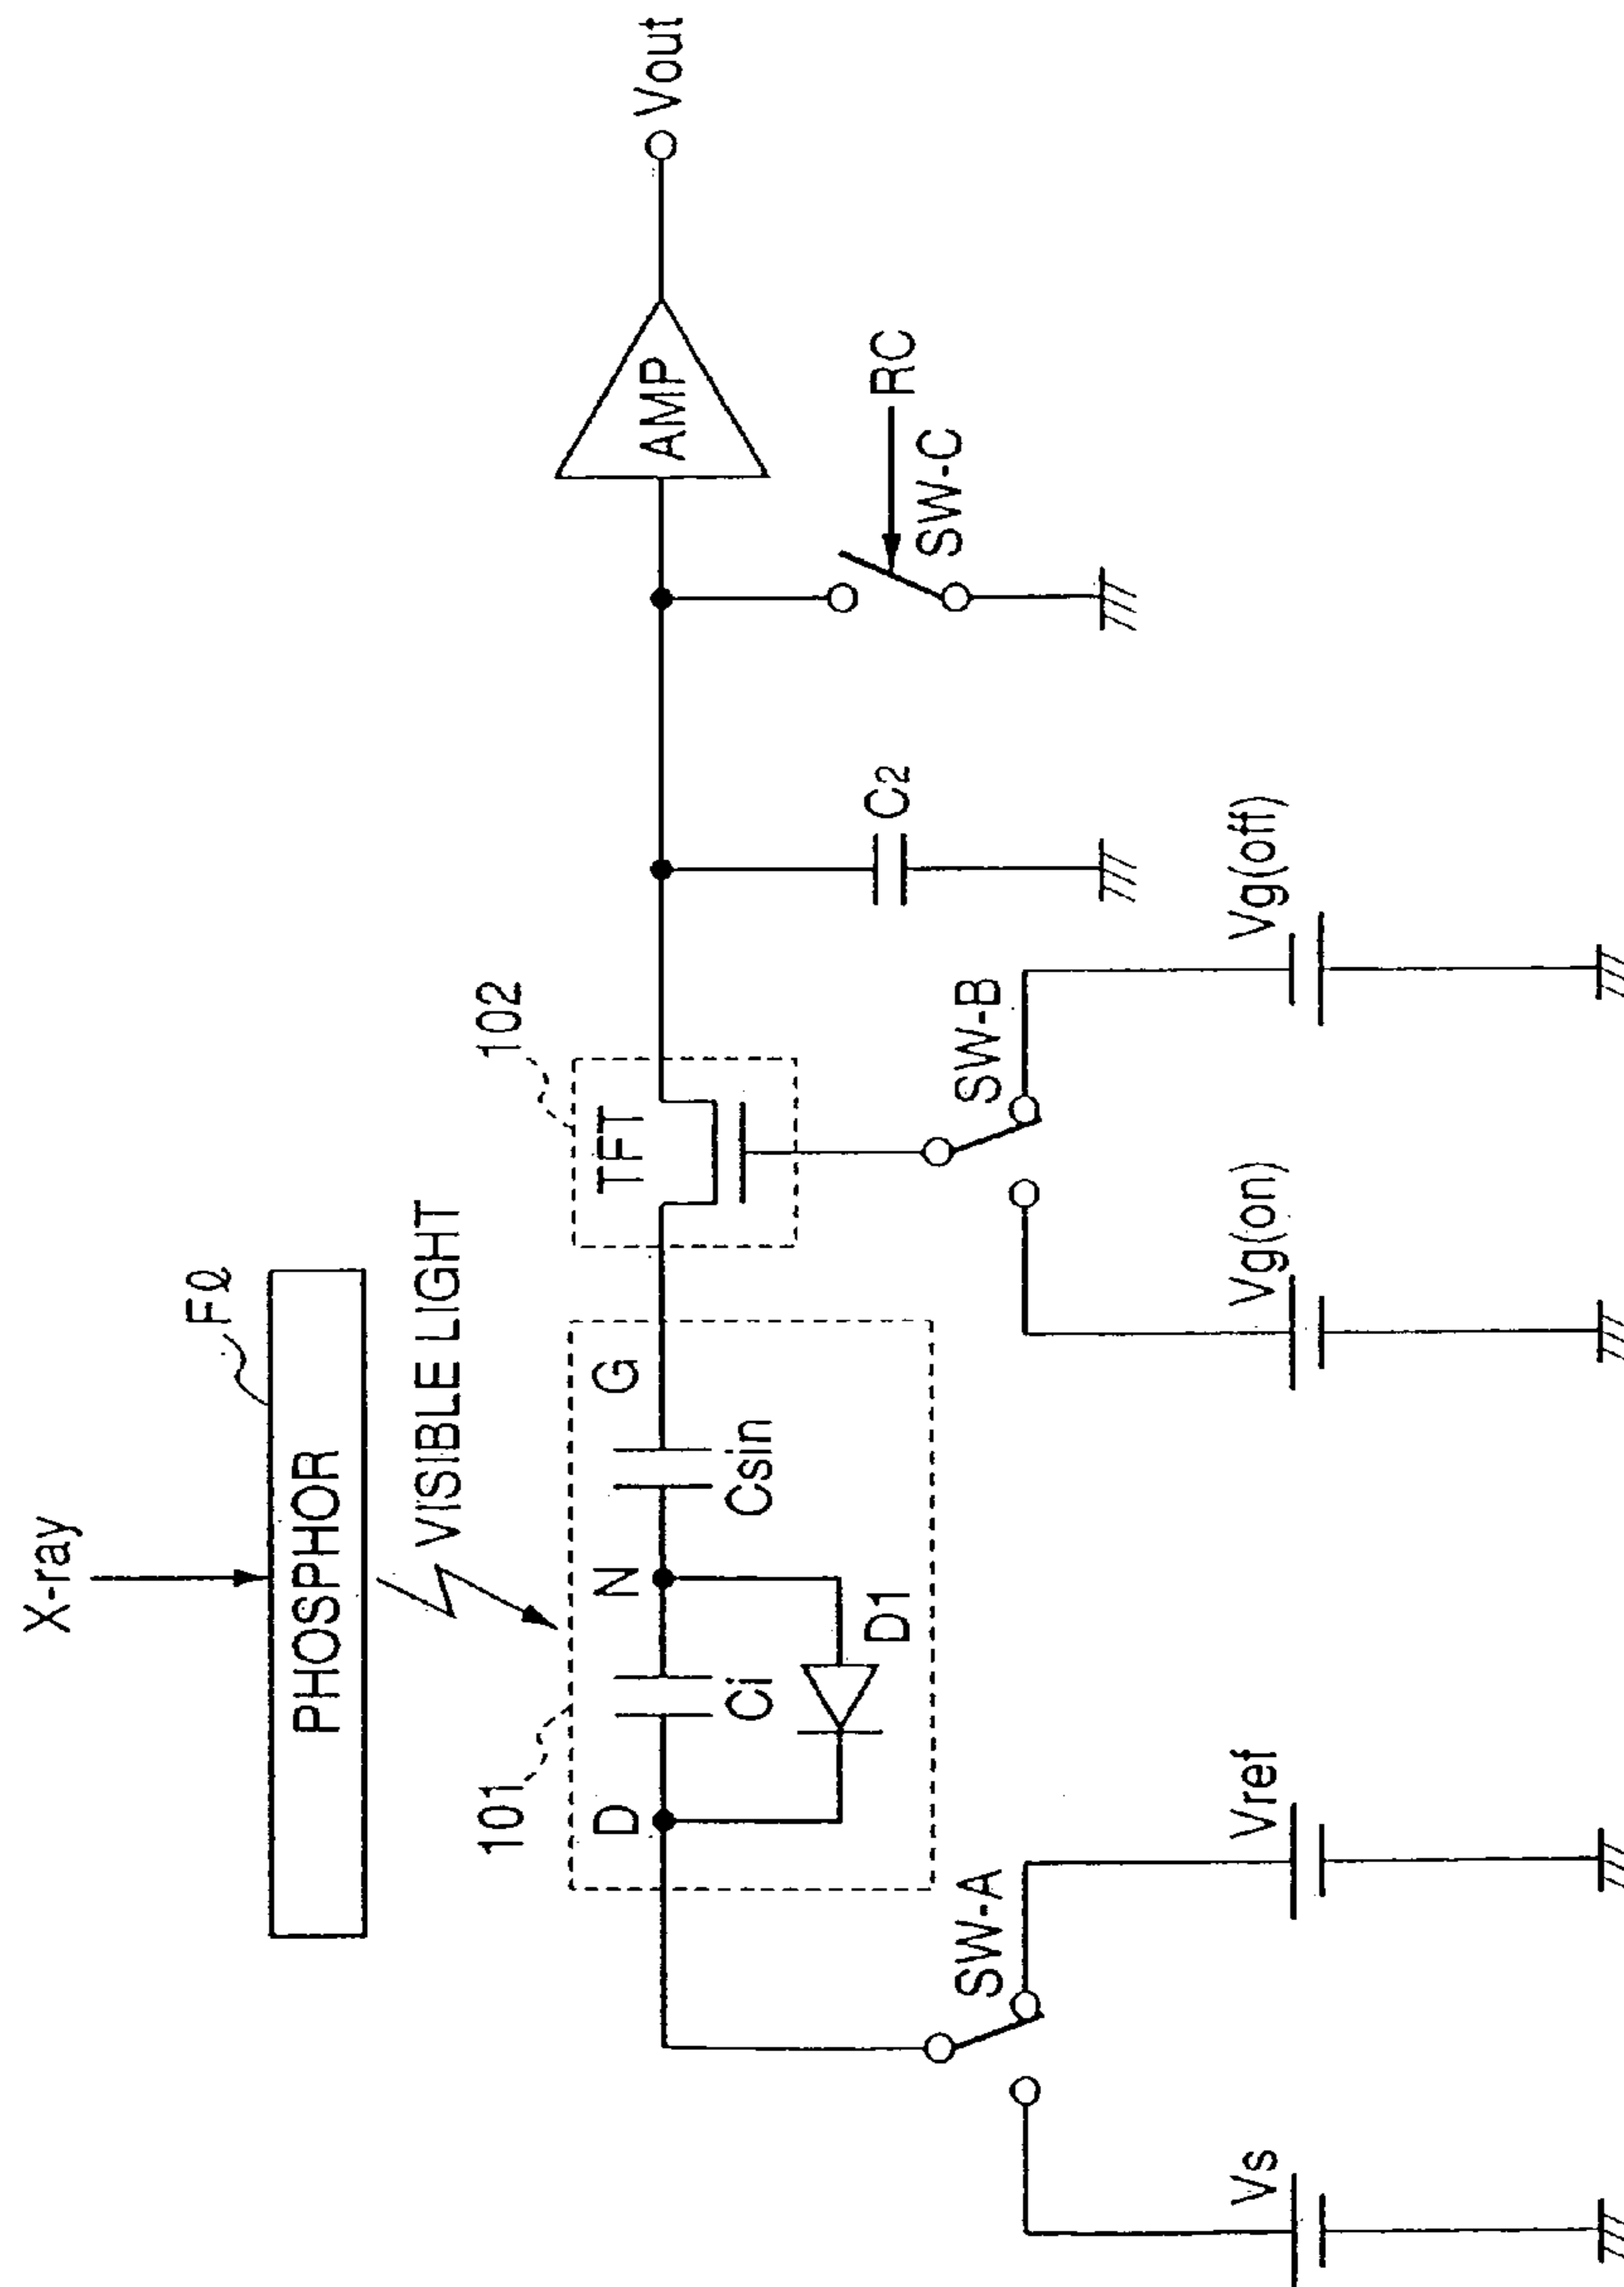 X-ray
PHOSPHOR
Fℓ
VISIBLE LIGHT
101
102
D
N
G
TFT
Ci
Csin
D1
AMP
Vout
C2
RC
SW-C
SW-A
SW-B
Vs
Vref
Vg(on)
Vg(off)